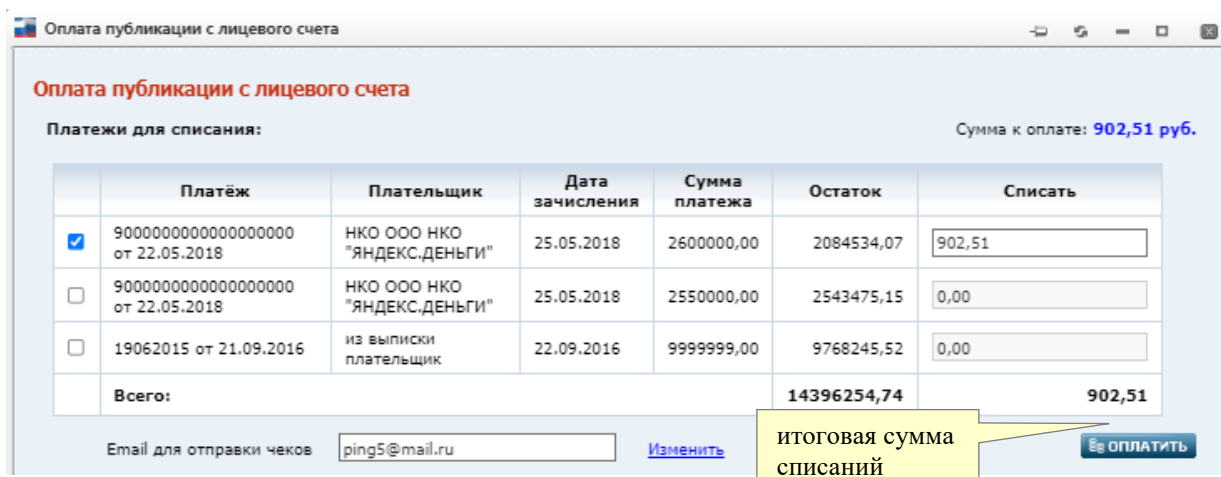 Оплата публикации с лицевого счета
Оплата публикации с лицевого счета
Платежи для списания:
Сумма к оплате: 902,51 руб.
Платёж
Плательщик
Дата
зачисления
Сумма
платежа
Остаток
Списать
9000000000000000000
от 22.05.2018
НКО ООО НКО
"ЯНДЕКС.ДЕНЬГИ"
25.05.2018
2600000,00
2084534,07
902,51
9000000000000000000
от 22.05.2018
НКО ООО НКО
"ЯНДЕКС.ДЕНЬГИ"
25.05.2018
2550000,00
2543475,15
0,00
19062015 от 21.09.2016
из выписки
плательщик
22.09.2016
9999999,00
9768245,52
0,00
Всего:
14396254,74
902,51
Email для отправки чеков
ping5@mail.ru
Изменить
итоговая сумма
списаний
ОПЛАТИТЬ